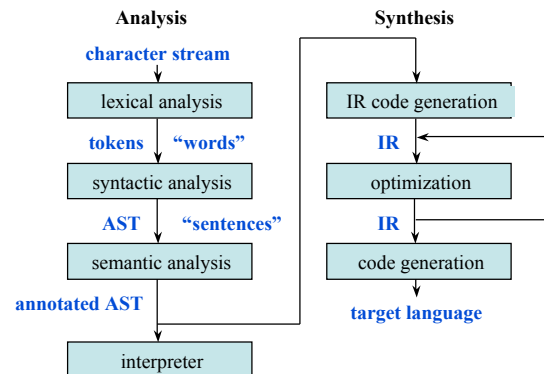 Analysis
character stream
lexical analysis
tokens “words”
syntactic analysis
AST “sentences”
semantic analysis
annotated AST
interpreter
Synthesis
IR code generation
IR
optimization
IR
code generation
target language